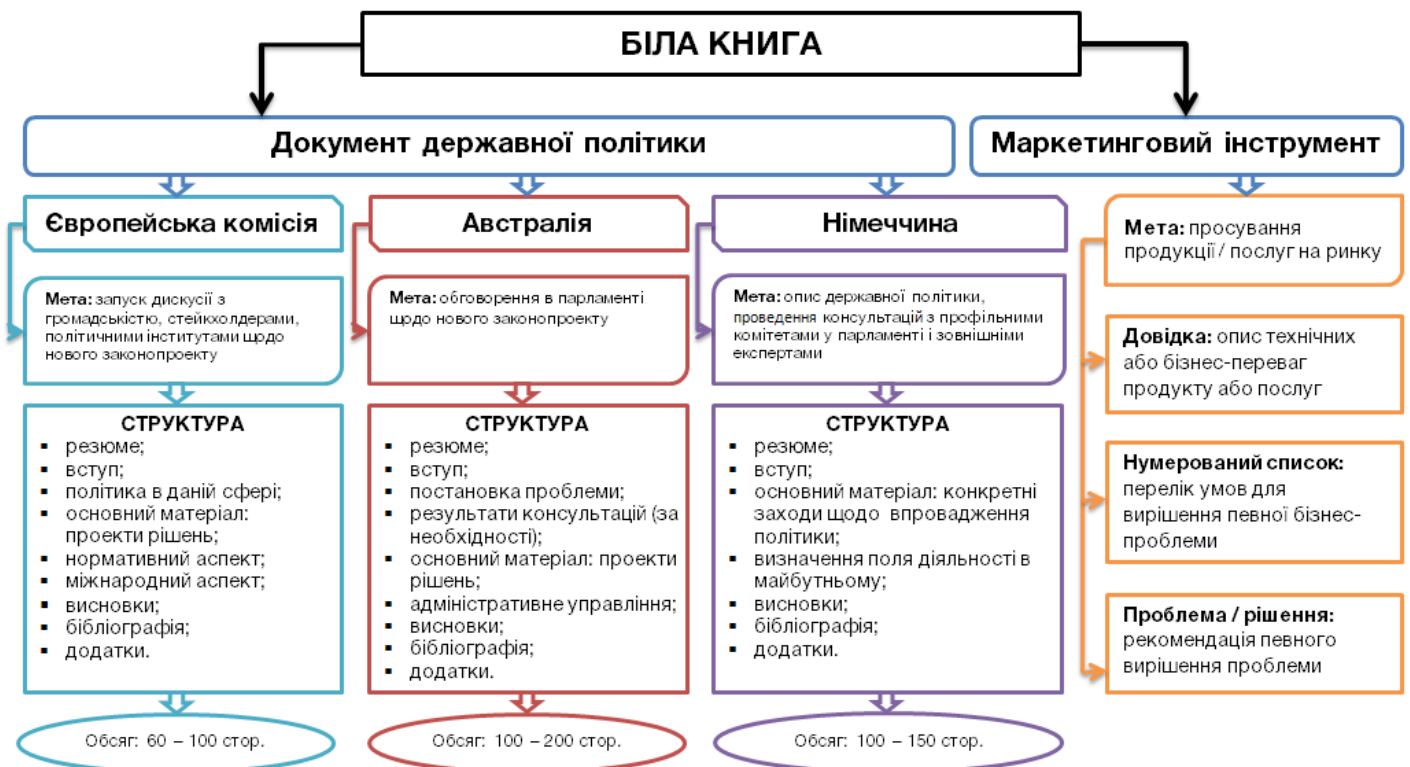 БІЛА КНИГА
Документ державної політики
Маркетинговий інструмент
Європейська комісія
Мета: запуск дискусії з
громадськістю, стейкхолдерами,
політичними інститутами щодо
нового законопроекту
СТРУКТУРА
▪ резюме;
▪ вступ;
▪ політика в даній сфері;
▪ основний матеріал:
проекти рішень;
▪ нормативний аспект;
▪ міжнародний аспект;
▪ висновки;
▪ бібліографія;
▪ додатки.
Обсяг: 60 – 100 стор.
Австралія
Мета: обговорення в парламенті
щодо нового законопроекту
СТРУКТУРА
▪ резюме;
▪ вступ;
▪ постановка проблеми;
▪ результати консультацій (за
необхідності);
▪ основний матеріал: проекти
рішень;
▪ адміністративне управління;
▪ висновки;
▪ бібліографія;
▪ додатки.
Обсяг: 100 – 200 стор.
Німеччина
Мета: опис державної політики,
проведення консультацій з профільними
комітетами у парламенті і зовнішніми
експертами
СТРУКТУРА
▪ резюме;
▪ вступ;
▪ основний матеріал: конкретні
заходи щодо впровадження
політики;
▪ визначення поля діяльності в
майбутньому;
▪ висновки;
▪ бібліографія;
▪ додатки.
Обсяг: 100 – 150 стор.
Мета: просування
продукції / послуг на ринку
Довідка: опис технічних
або бізнес-переваг
продукту або послуг
Нумерований список:
перелік умов для
вирішення певної бізнес-
проблеми
Проблема / рішення:
рекомендація певного
вирішення проблеми